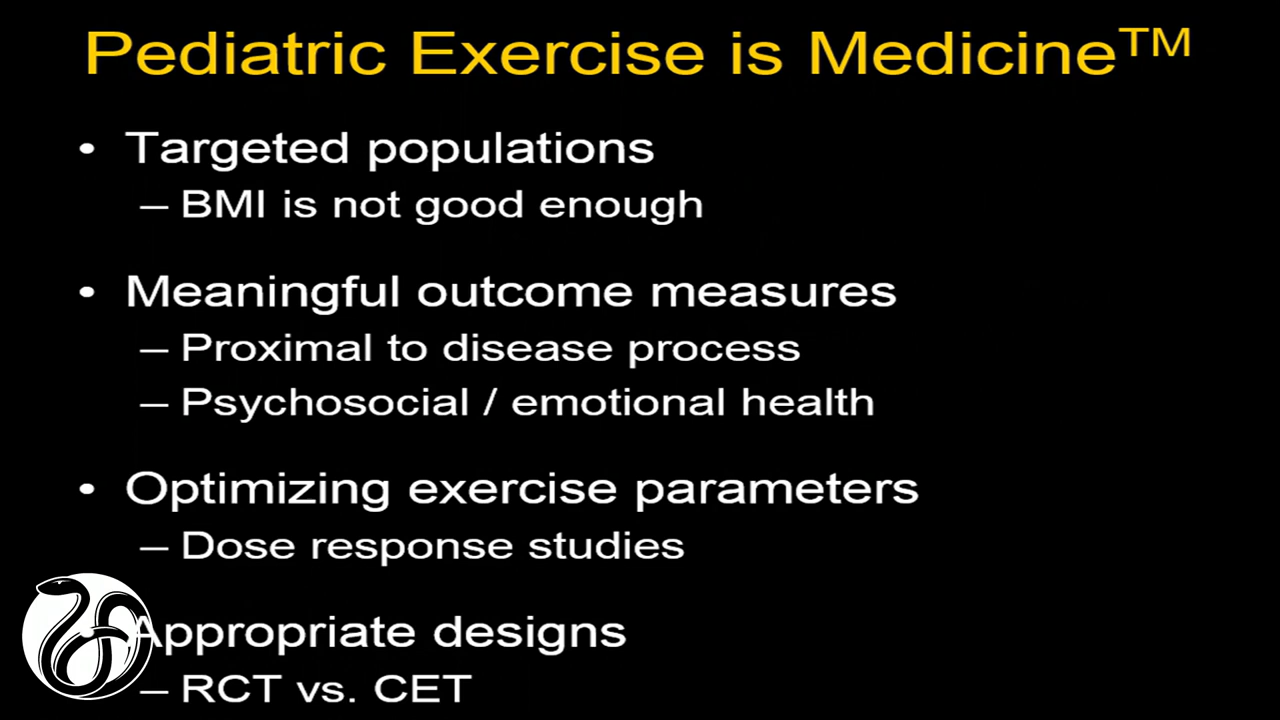 Pediatric Exercise is Medicine™
• Targeted populations
– BMI is not good enough
• Meaningful outcome measures
– Proximal to disease process
– Psychosocial / emotional health
• Optimizing exercise parameters
– Dose response studies
• Appropriate designs
– RCT vs. CET